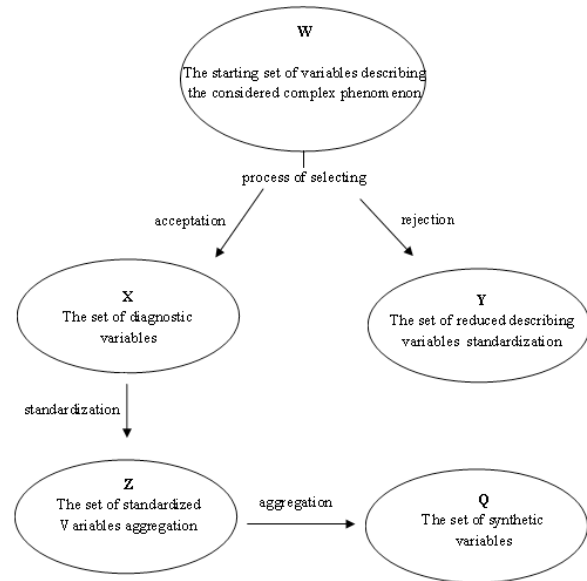 W
The starting set of variables describing
the considered complex phenomenon
process of selecting
acceptation
rejection
X
The set of diagnostic
variables
Y
The set of reduced describing
variables standardization
standardization
Z
The set of standardized
Variables aggregation
aggregation
Q
The set of synthetic
variables